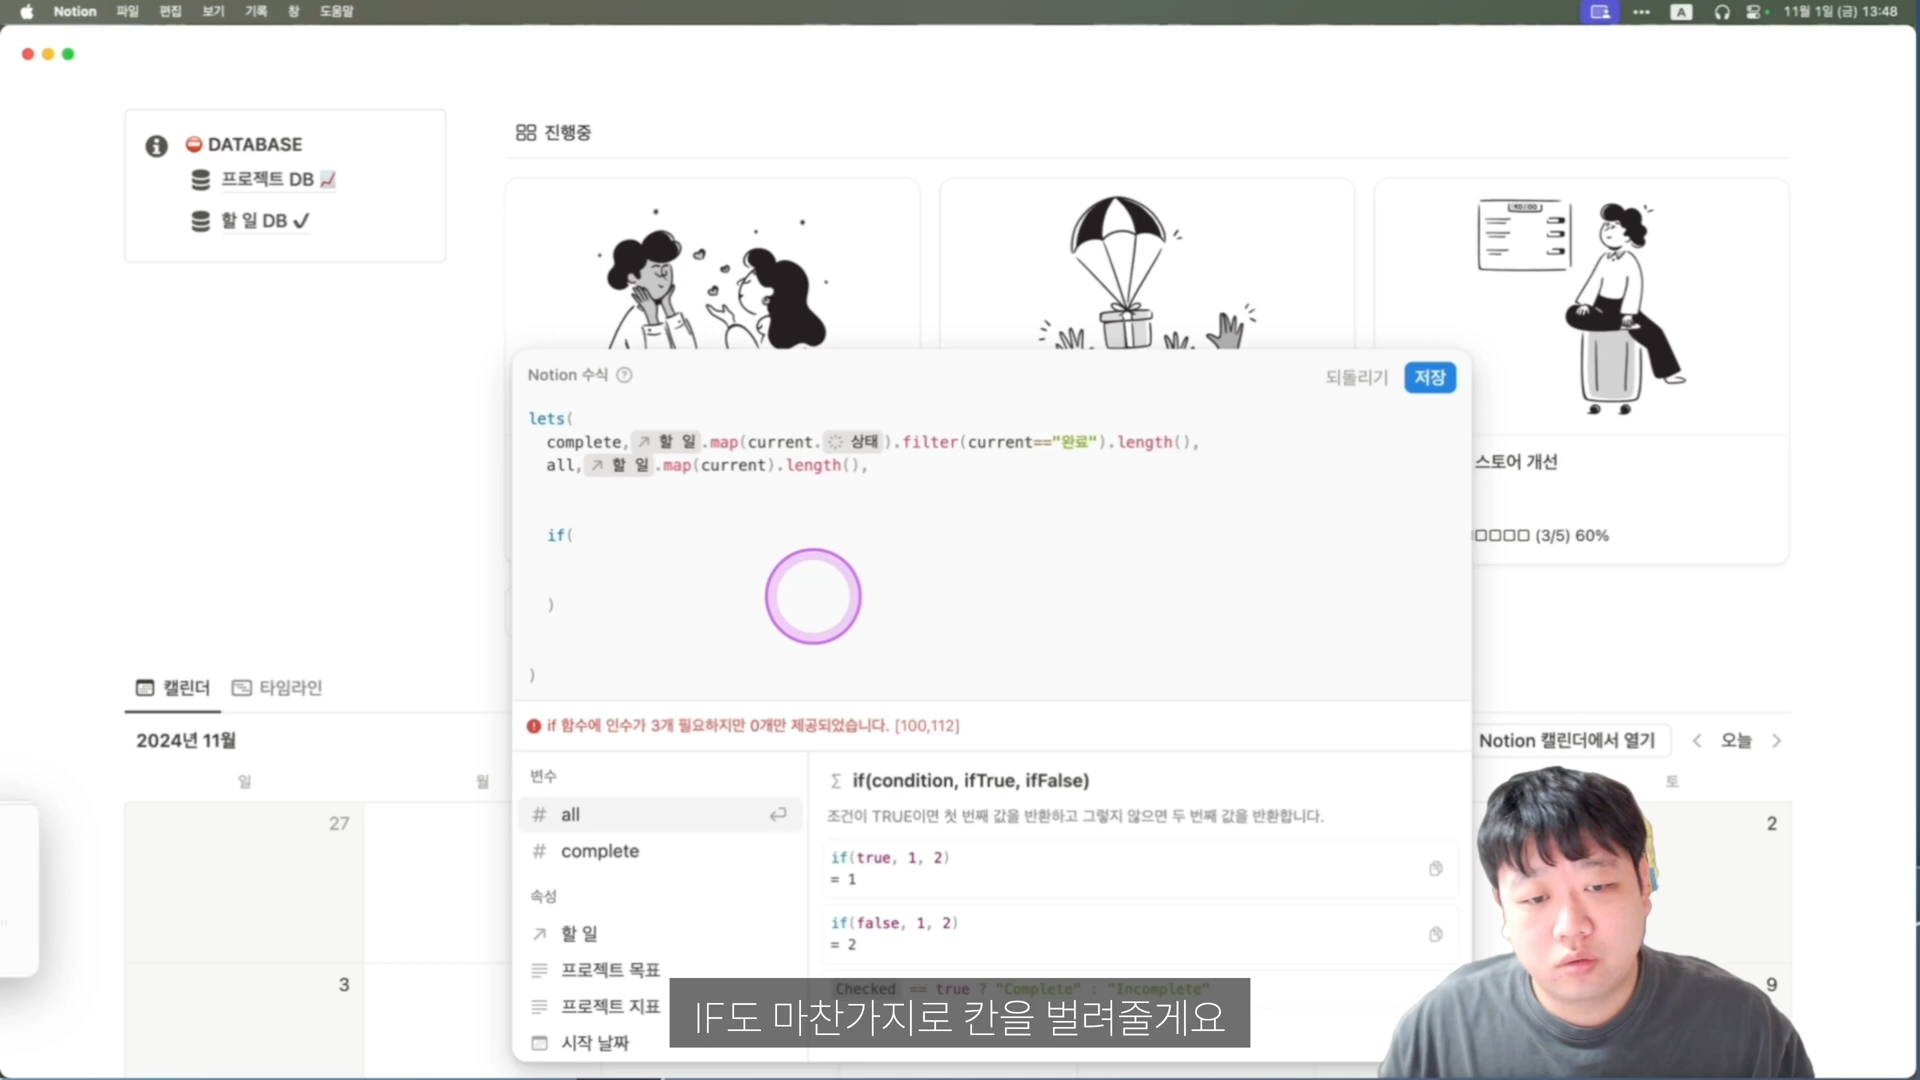 Notion 파일 편집 보기 기록 창 도움말
A 11월 1일 (금) 13:48
DATABASE
프로젝트 DB
할 일 DB
진행중
Notion 수식
되돌리기
저장
lets(
complete, 할 일.map(current.상태).filter(current=="완료").length(),
all, 할 일.map(current).length(),
if(
)
)
스토어 개선
(3/5) 60%
if 함수에 인수가 3개 필요하지만 0개만 제공되었습니다. [100,112]
변수
# all
# complete
속성
할 일
프로젝트 목표
프로젝트 지표
시작 날짜
Σ if(condition, ifTrue, ifFalse)
조건이 TRUE이면 첫 번째 값을 반환하고 그렇지 않으면 두 번째 값을 반환합니다.
if(true, 1, 2)
= 1
if(false, 1, 2)
= 2
Checked == true ? "Complete" : "Incomplete"
캘린더 타임라인
2024년 11월
Notion 캘린더에서 열기
오늘
일 월 토
27 2
3 9
IF도 마찬가지로 칸을 벌려줄게요